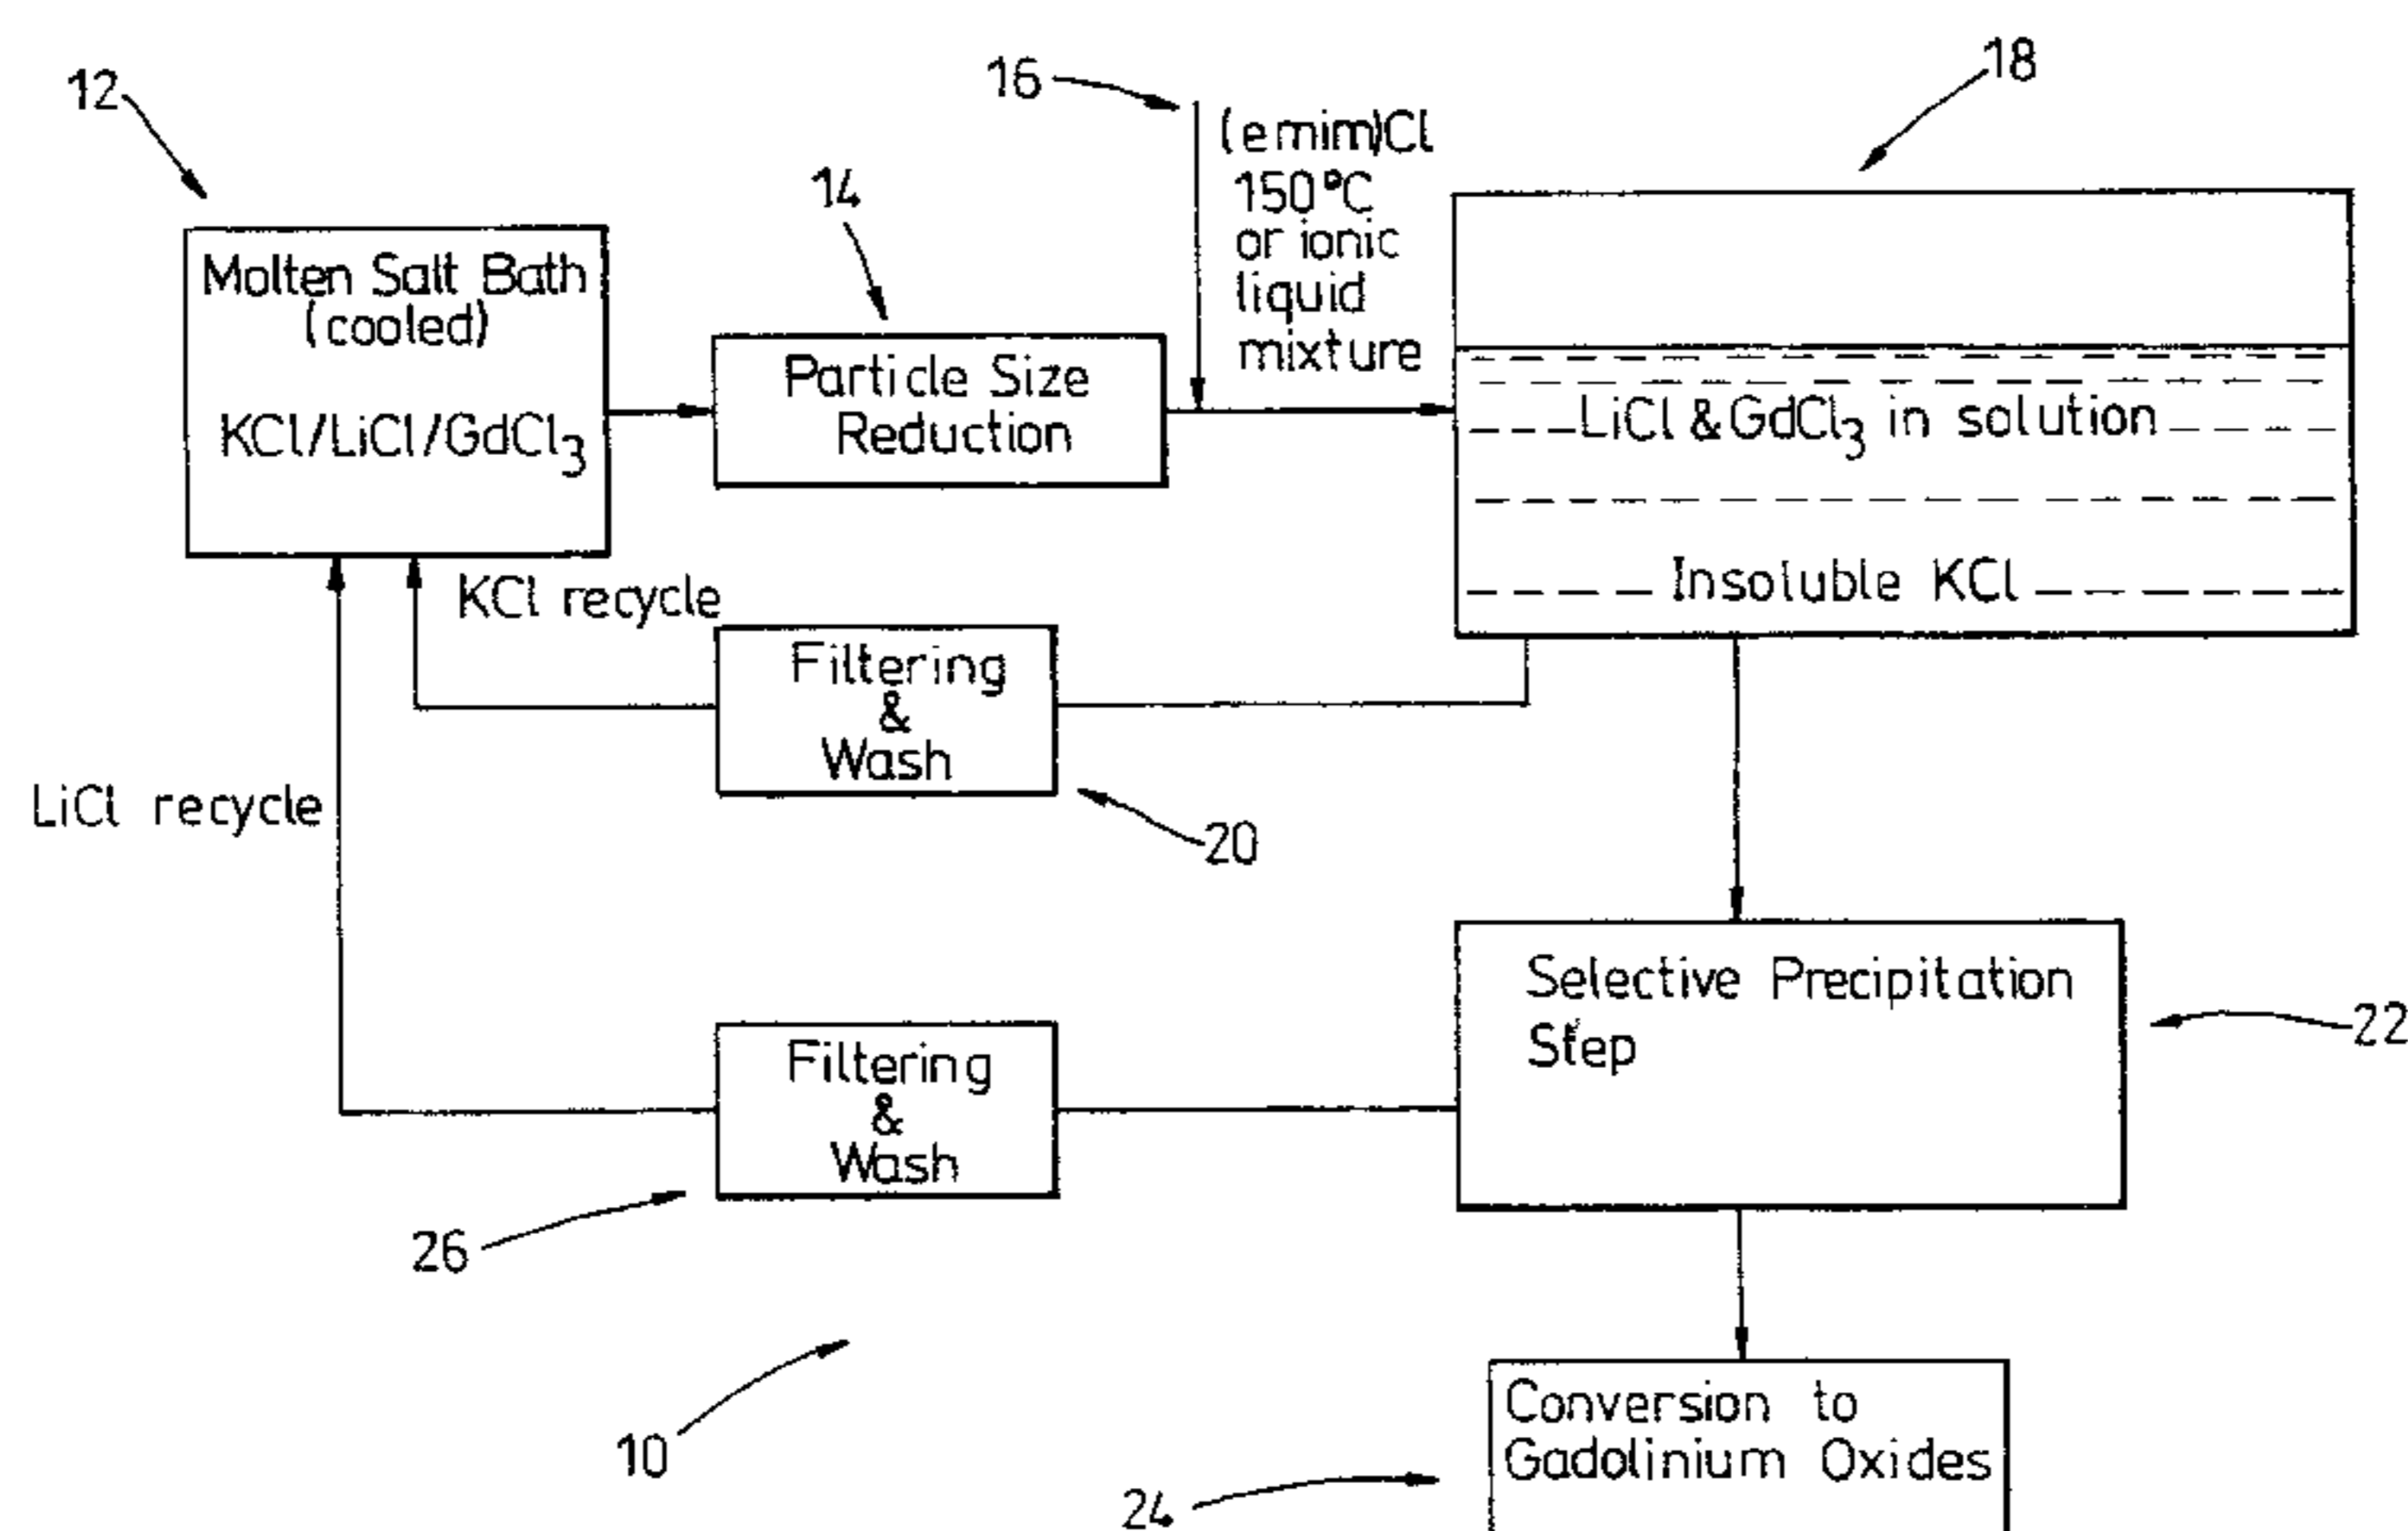 12
Molten Salt Bath
(cooled)
KCl/LiCl/GdCl3
14
Particle Size
Reduction
16
(emim)Cl
150°C
or ionic
liquid
mixture
18
LiCl & GdCl3 in solution
Insoluble KCl
KCl recycle
Filtering
&
Wash
20
LiCl recycle
Selective Precipitation
Step
22
Filtering
&
Wash
26
10
Conversion to
Gadolinium Oxides
24